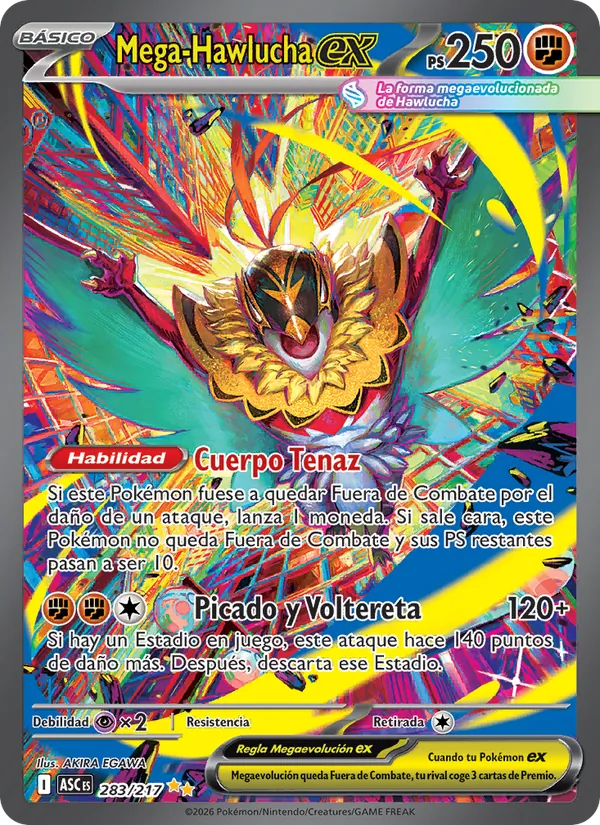 BÁSICO
Mega-Hawlucha ex
PS 250
La forma megaevolucionada
de Hawlucha
Habilidad Cuerpo Tenaz
Si este Pokémon fuese a quedar Fuera de Combate por el
daño de un ataque, lanza 1 moneda. Si sale cara, este
Pokémon no queda Fuera de Combate y sus PS restantes
pasan a ser 10.
Picado y Voltereta 120+
Si hay un Estadio en juego, este ataque hace 140 puntos
de daño más. Después, descarta ese Estadio.
Debilidad ×2 Resistencia Retirada
Ilus. AKIRA EGAWA
Regla Megaevolución ex
Cuando tu Pokémon ex
Megaevolución queda Fuera de Combate, tu rival coge 3 cartas de Premio.
I ASC ES 283/217
©2026 Pokémon/Nintendo/Creatures/GAME FREAK